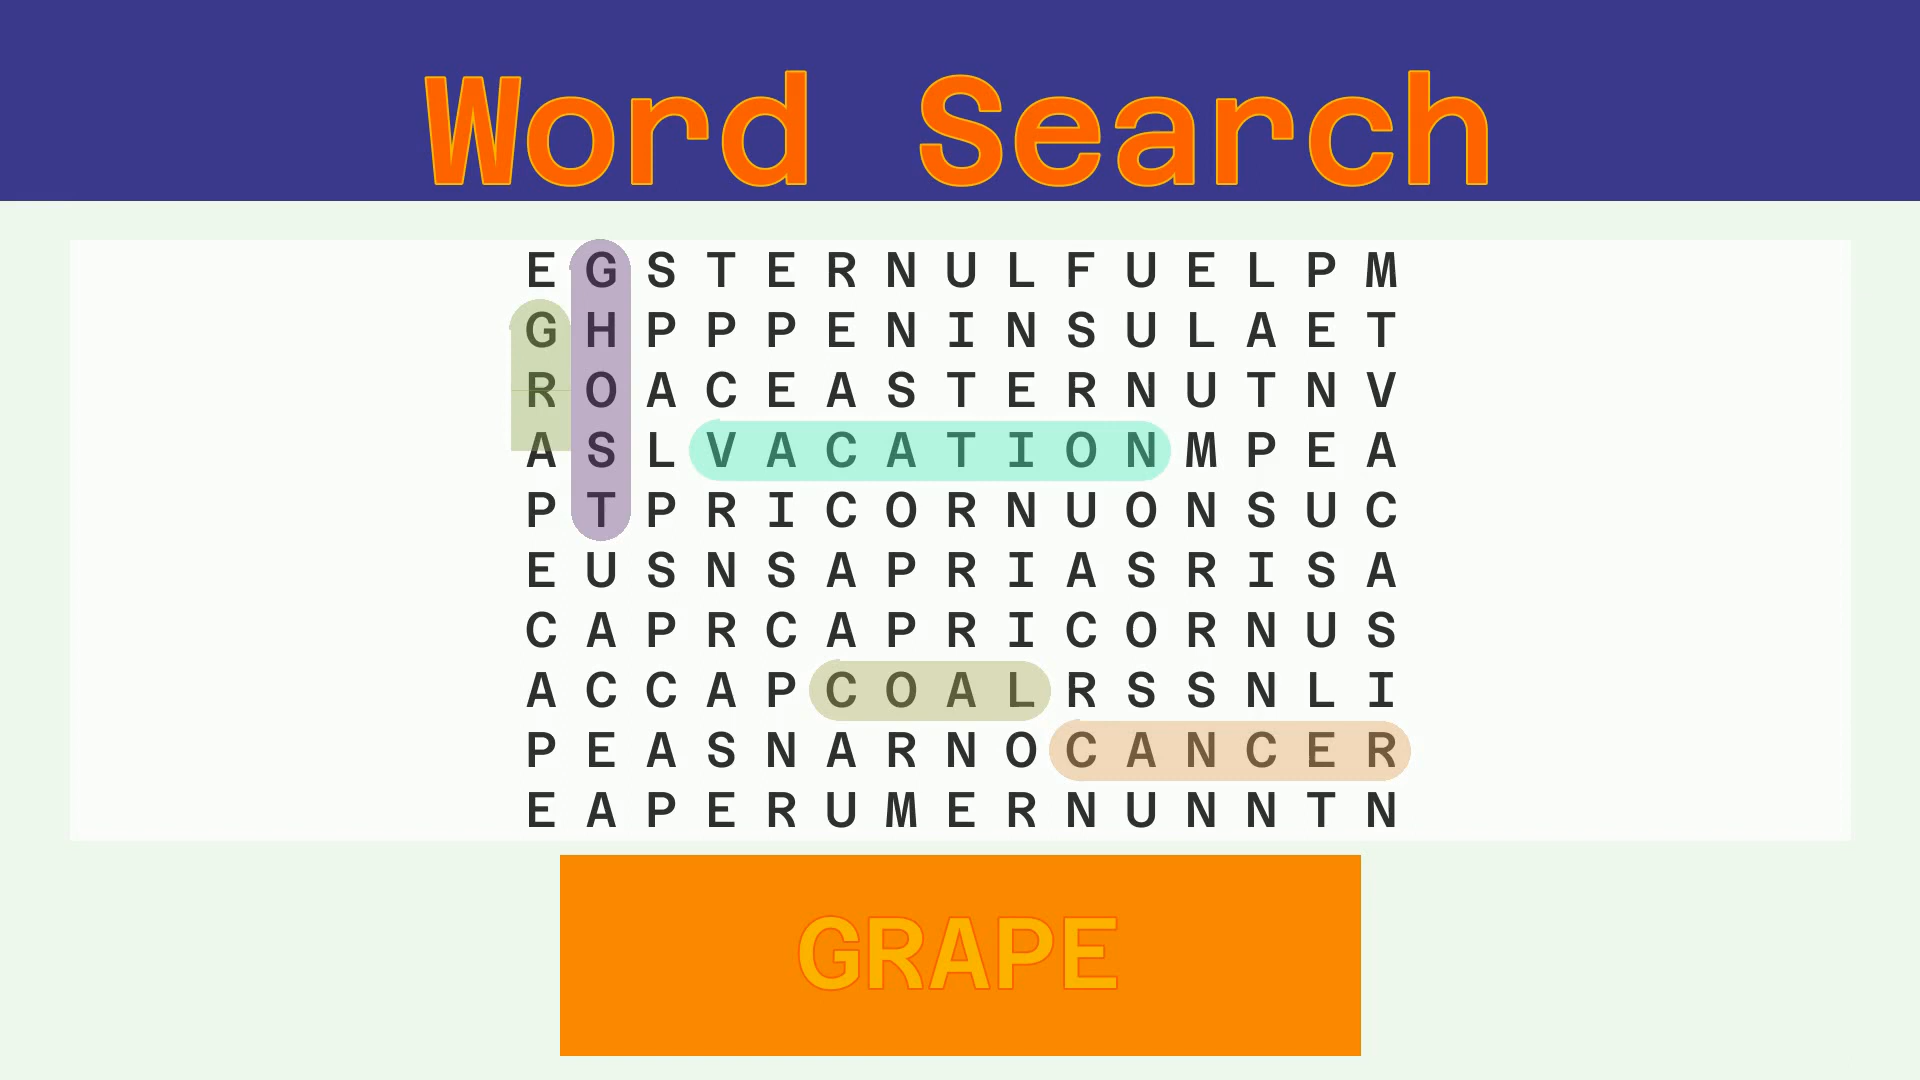 Word Search
E G S T E R N U L F U E L P M
G H P P P E N I N S U L A E T
R O A C E A S T E R N U T N V
A S L V A C A T I O N M P E A
P T P R I C O R N U O N S U C
E U S N S A P R I A S R I S A
C A P R C A P R I C O R N U S
A C C A P C O A L R S S N L I
P E A S N A R N O C A N C E R
E A P E R U M E R N U N N T N
GRAPE